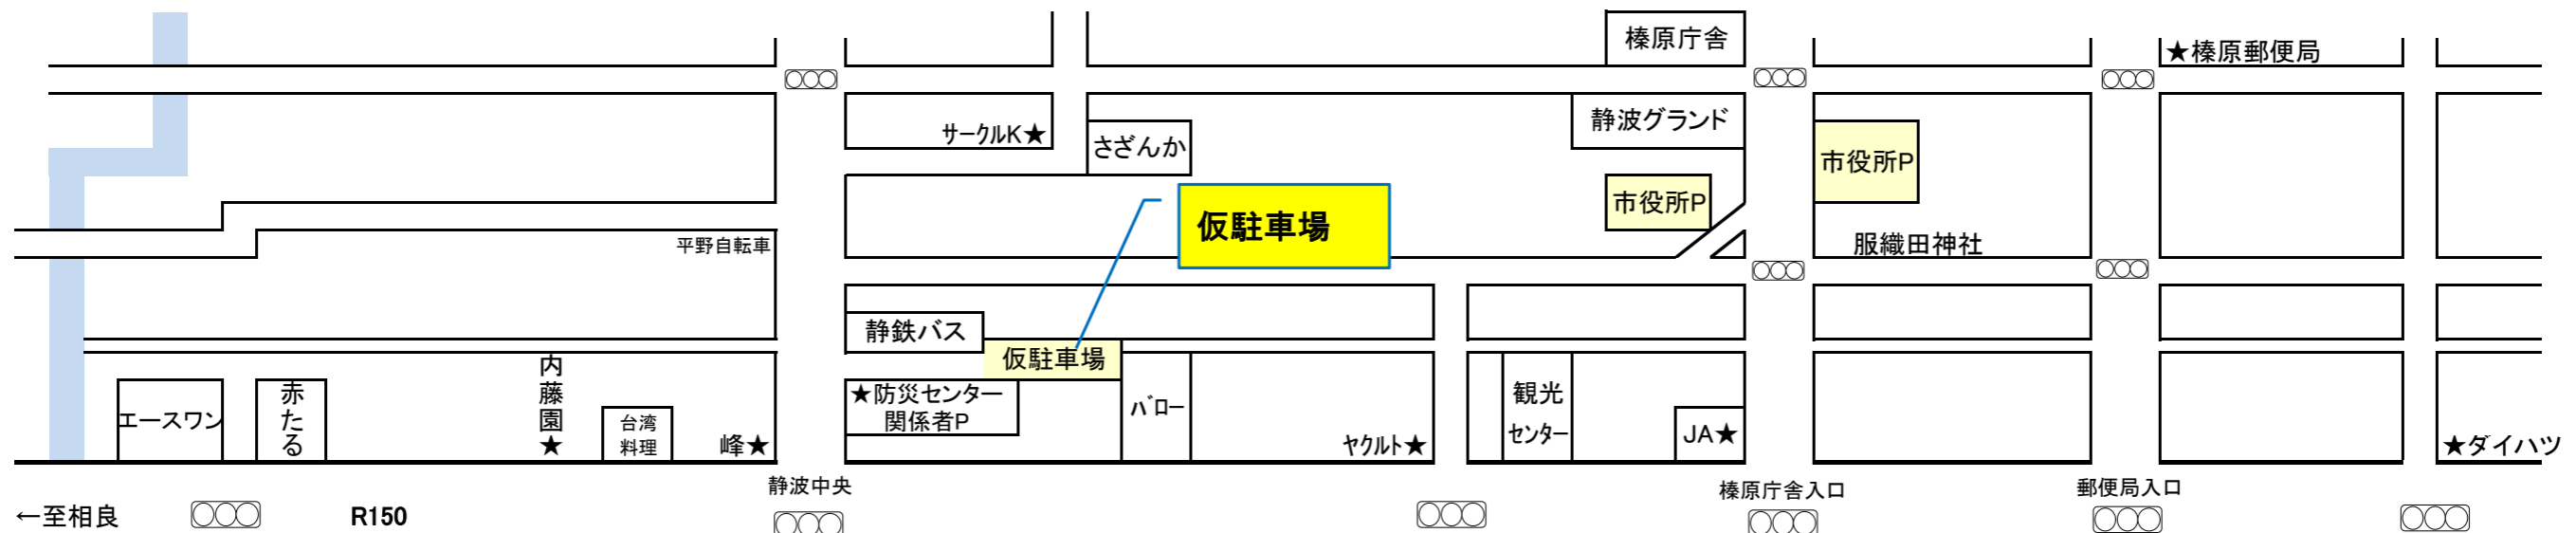 榛原庁舎
★榛原郵便局
サークルK★
さざんか
静波グランド
市役所P
市役所P
仮駐車場
平野自転車
服織田神社
静鉄バス
仮駐車場
エースワン
赤たる
内藤園★
台湾
料理
峰★
★防災センター
関係者P
バロー
ヤクルト★
観光
センター
JA★
★ダイハツ
静波中央
榛原庁舎入口
郵便局入口
←至相良
R150